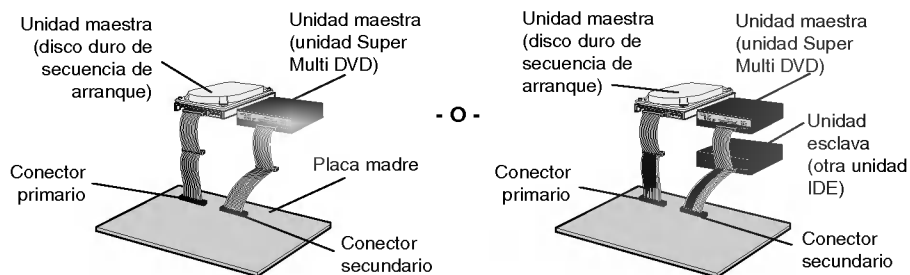 Unidad maestra
(disco duro de
secuencia de
arranque)
Unidad maestra
(unidad Super
Multi DVD)
Conector
primario
Placa madre
Conector
secundario
- O -
Unidad maestra
(disco duro de
secuencia de
arranque)
Unidad maestra
(unidad Super
Multi DVD)
Unidad
esclava
(otra unidad
IDE)
Conector
primario
Conector
secundario